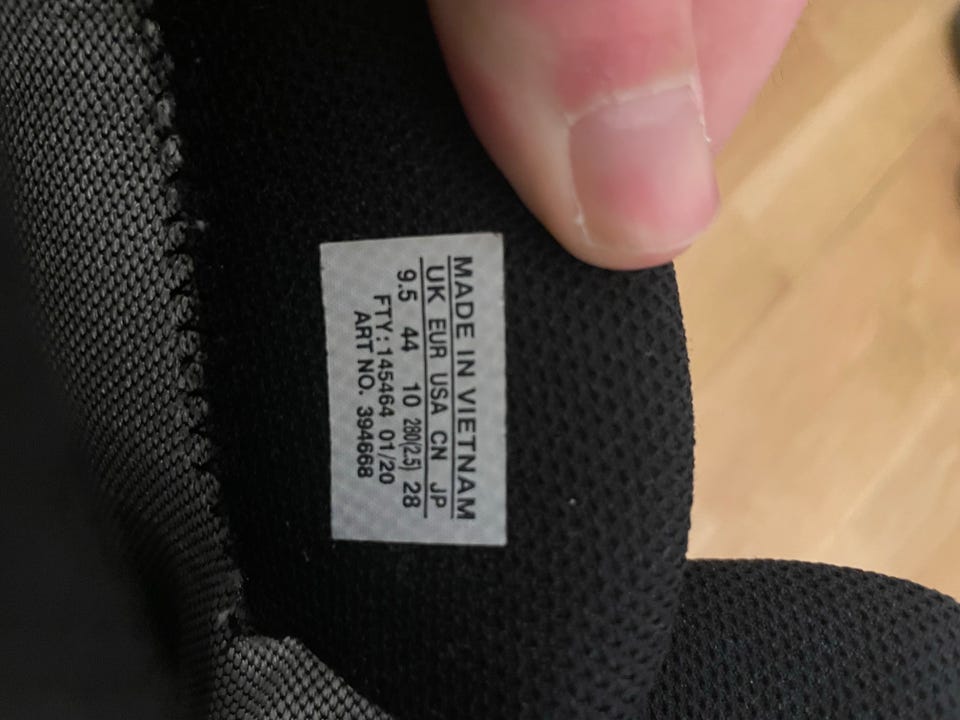 MADE IN VIETNAM
UK EUR USA CN JP
9.5 44 10 280(2.5) 28
FTY:145464 01/20
ART NO. 394668